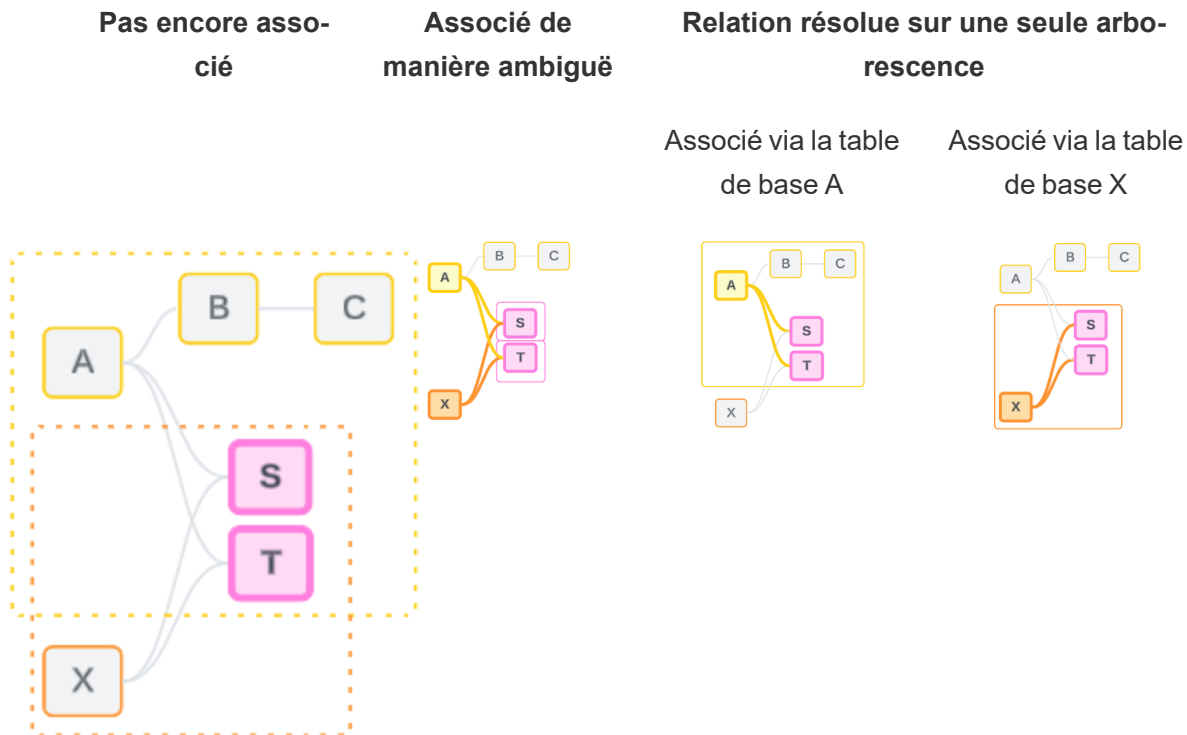 Pas encore asso-
cié
Associé de
manière ambiguë
Relation résolue sur une seule arbo-
rescence
Associé via la table
de base A
Associé via la table
de base X
A
B
C
S
T
X
A
B
C
S
T
X
A
B
C
S
T
X
A
B
C
S
T
X